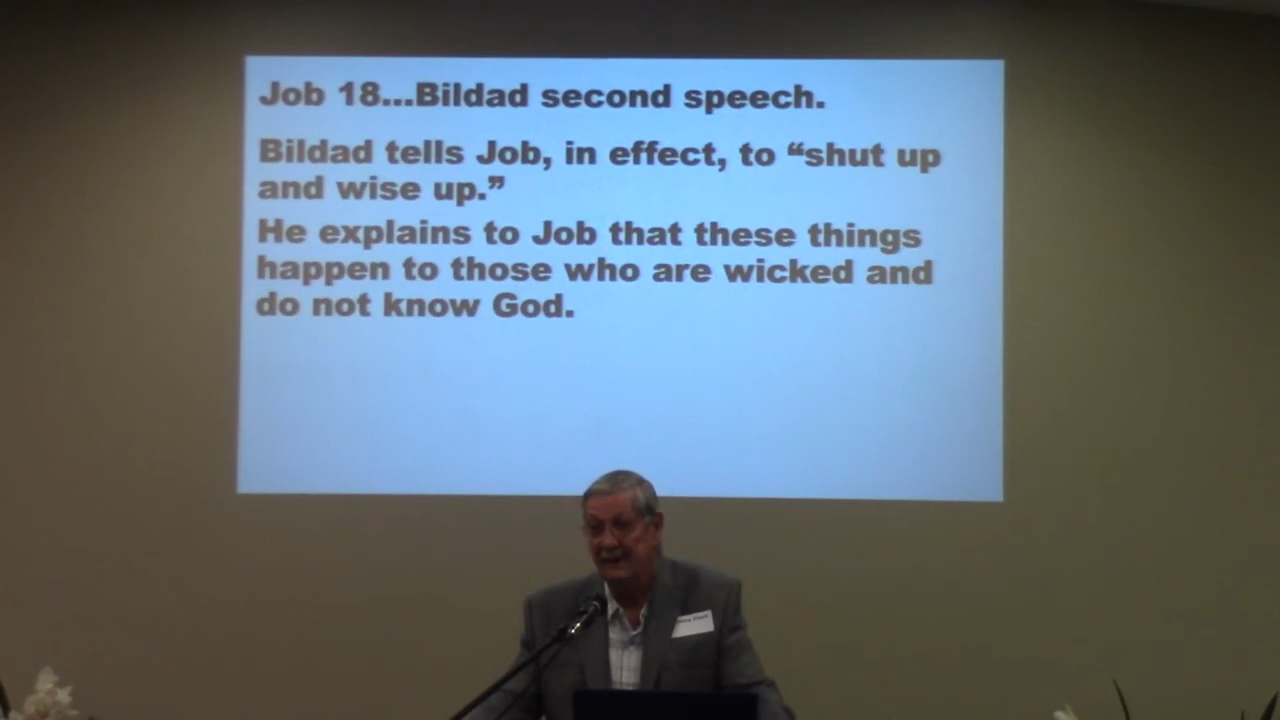 Job 18...Bildad second speech.
Bildad tells Job, in effect, to “shut up
and wise up.”
He explains to Job that these things
happen to those who are wicked and
do not know God.